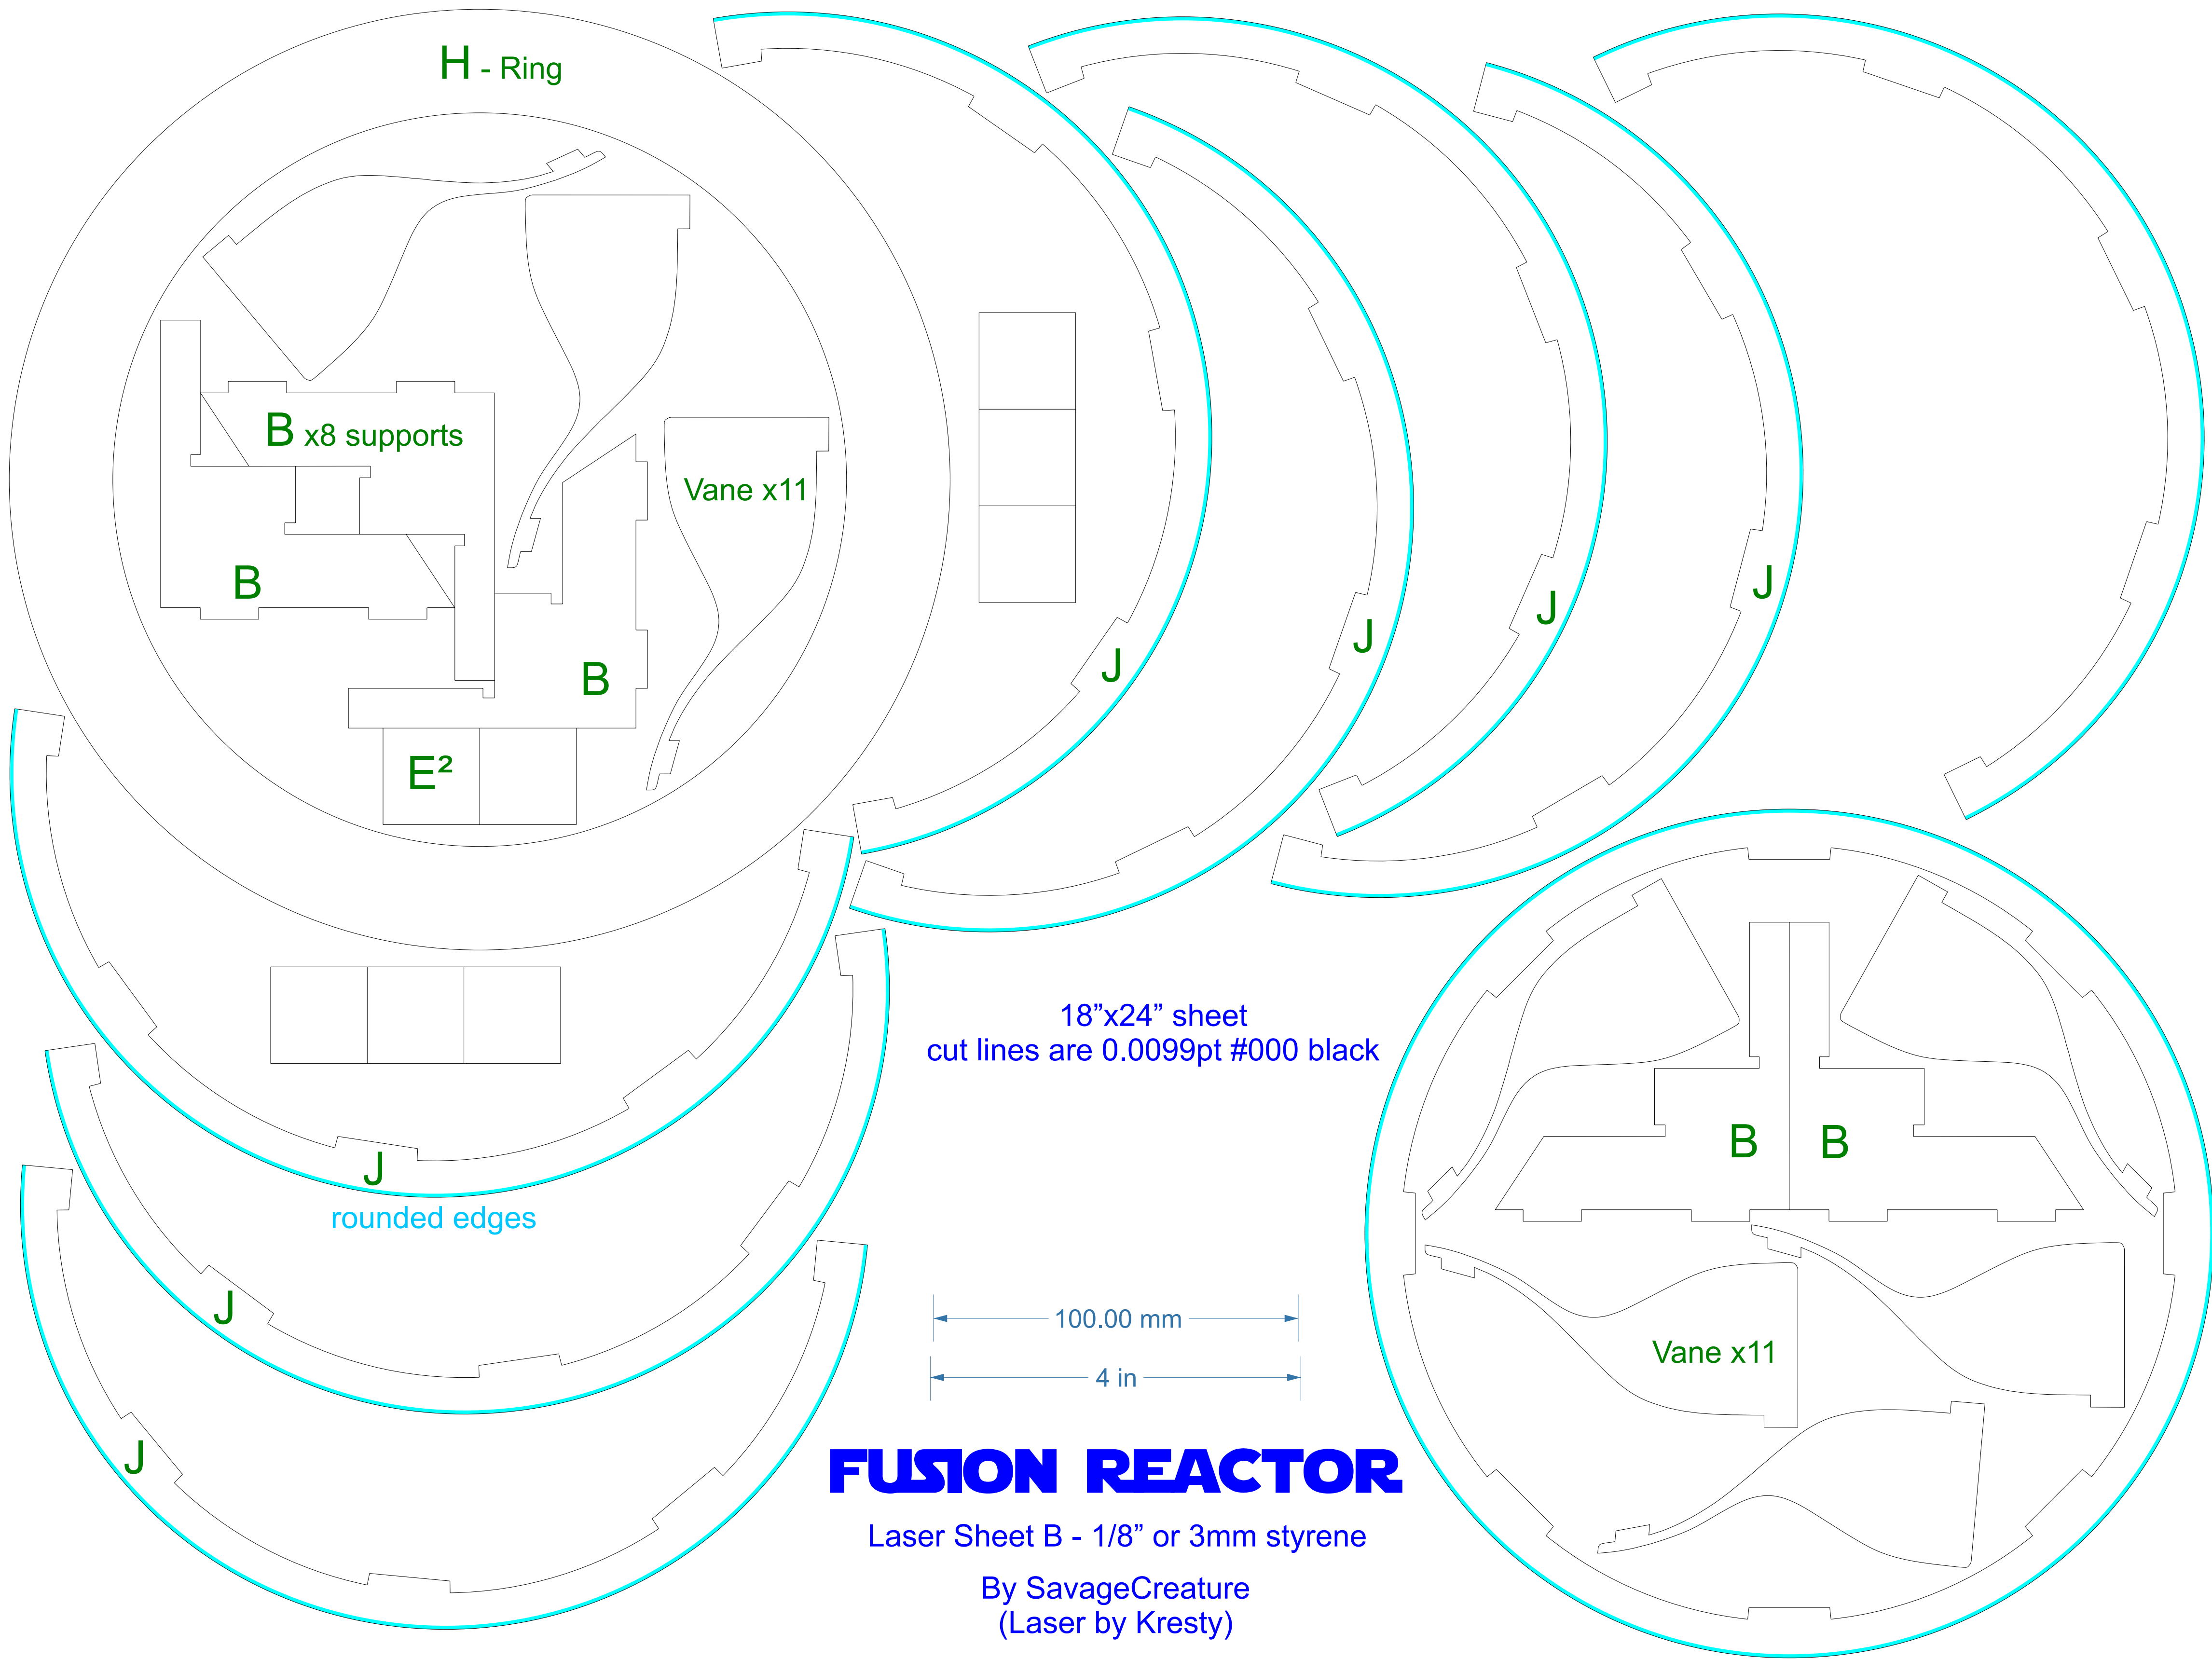 H - Ring
B x8 supports
Vane x11
B
B
E²
J
J
J
J
J
rounded edges
J
J
18”x24” sheet
cut lines are 0.0099pt #000 black
B
B
100.00 mm
4 in
Vane x11
FUSION REACTOR
Laser Sheet B - 1/8” or 3mm styrene
By SavageCreature
(Laser by Kresty)